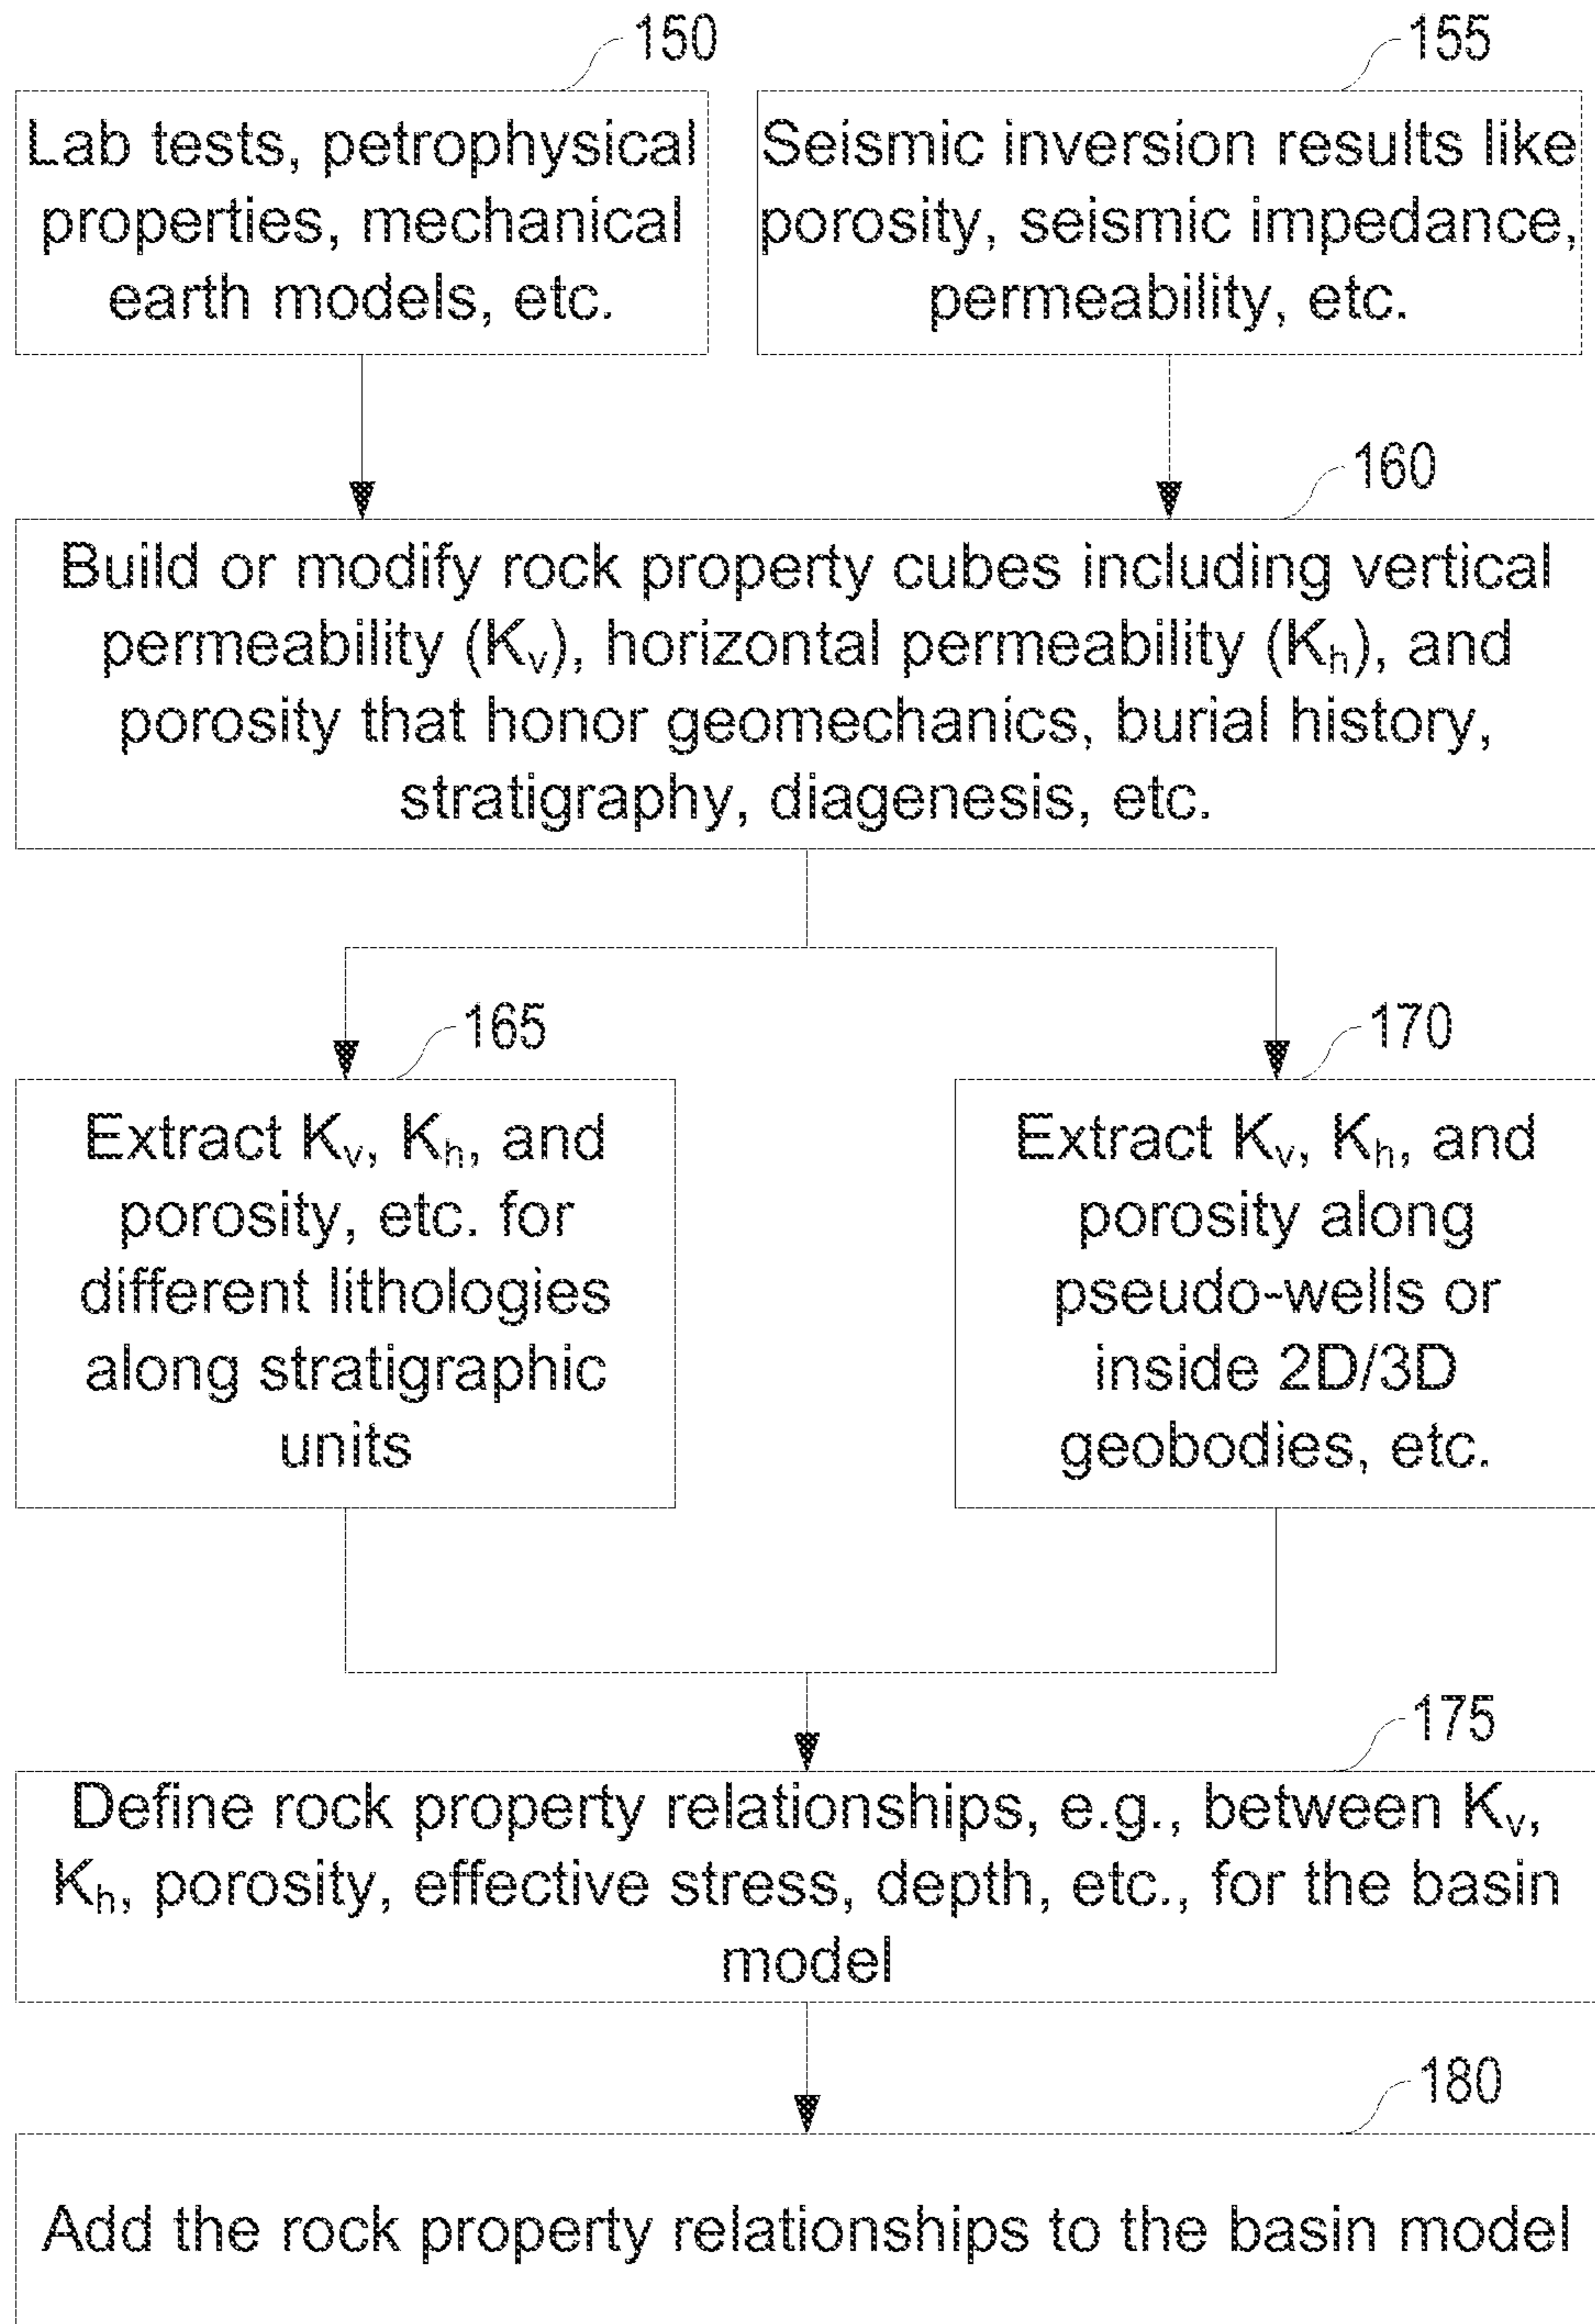 150
Lab tests, petrophysical
properties, mechanical
earth models, etc.
155
Seismic inversion results like
porosity, seismic impedance,
permeability, etc.
160
Build or modify rock property cubes including vertical
permeability (Kv), horizontal permeability (Kh), and
porosity that honor geomechanics, burial history,
stratigraphy, diagenesis, etc.
165
Extract Kv, Kh, and
porosity, etc. for
different lithologies
along stratigraphic
units
170
Extract Kv, Kh, and
porosity along
pseudo-wells or
inside 2D/3D
geobodies, etc.
175
Define rock property relationships, e.g., between Kv,
Kh, porosity, effective stress, depth, etc., for the basin
model
180
Add the rock property relationships to the basin model